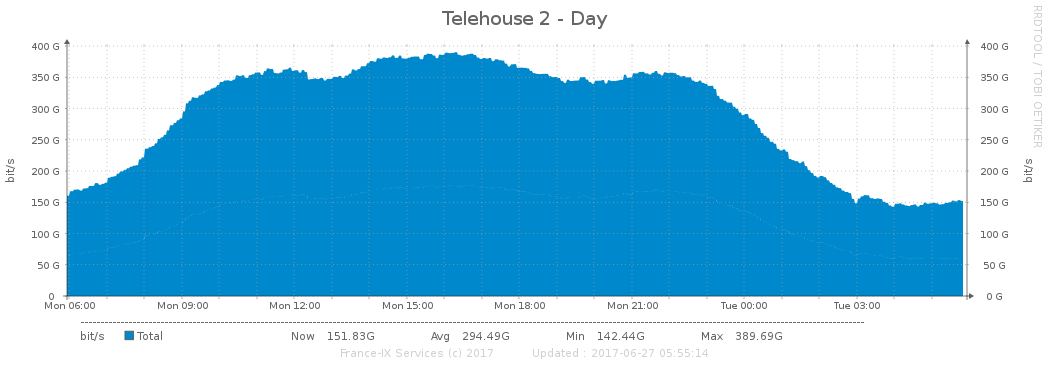 Telehouse 2 - Day
RRDTOOL / TOBI OETIKER
bit/s
bit/s
400 G 400 G
350 G 350 G
300 G 300 G
250 G 250 G
200 G 200 G
150 G 150 G
100 G 100 G
50 G 50 G
0 0 G
Mon 06:00 Mon 09:00 Mon 12:00 Mon 15:00 Mon 18:00 Mon 21:00 Tue 00:00 Tue 03:00
bit/s Total Now 151.83G Avg 294.49G Min 142.44G Max 389.69G
France-IX Services (c) 2017 Updated : 2017-06-27 05:55:14